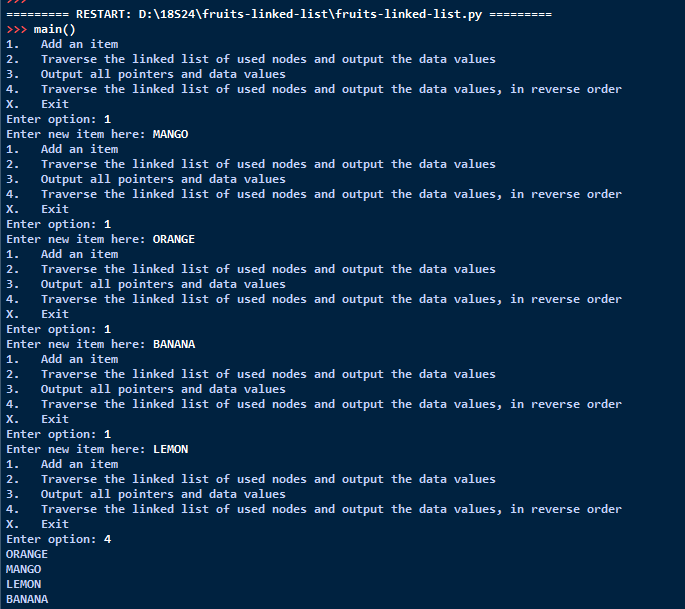 ========= RESTART: D:\18S24\fruits-linked-list\fruits-linked-list.py =========
>>> main()
1.   Add an item
2.   Traverse the linked list of used nodes and output the data values
3.   Output all pointers and data values
4.   Traverse the linked list of used nodes and output the data values, in reverse order
X.   Exit
Enter option: 1
Enter new item here: MANGO
1.   Add an item
2.   Traverse the linked list of used nodes and output the data values
3.   Output all pointers and data values
4.   Traverse the linked list of used nodes and output the data values, in reverse order
X.   Exit
Enter option: 1
Enter new item here: ORANGE
1.   Add an item
2.   Traverse the linked list of used nodes and output the data values
3.   Output all pointers and data values
4.   Traverse the linked list of used nodes and output the data values, in reverse order
X.   Exit
Enter option: 1
Enter new item here: BANANA
1.   Add an item
2.   Traverse the linked list of used nodes and output the data values
3.   Output all pointers and data values
4.   Traverse the linked list of used nodes and output the data values, in reverse order
X.   Exit
Enter option: 1
Enter new item here: LEMON
1.   Add an item
2.   Traverse the linked list of used nodes and output the data values
3.   Output all pointers and data values
4.   Traverse the linked list of used nodes and output the data values, in reverse order
X.   Exit
Enter option: 4
ORANGE
MANGO
LEMON
BANANA